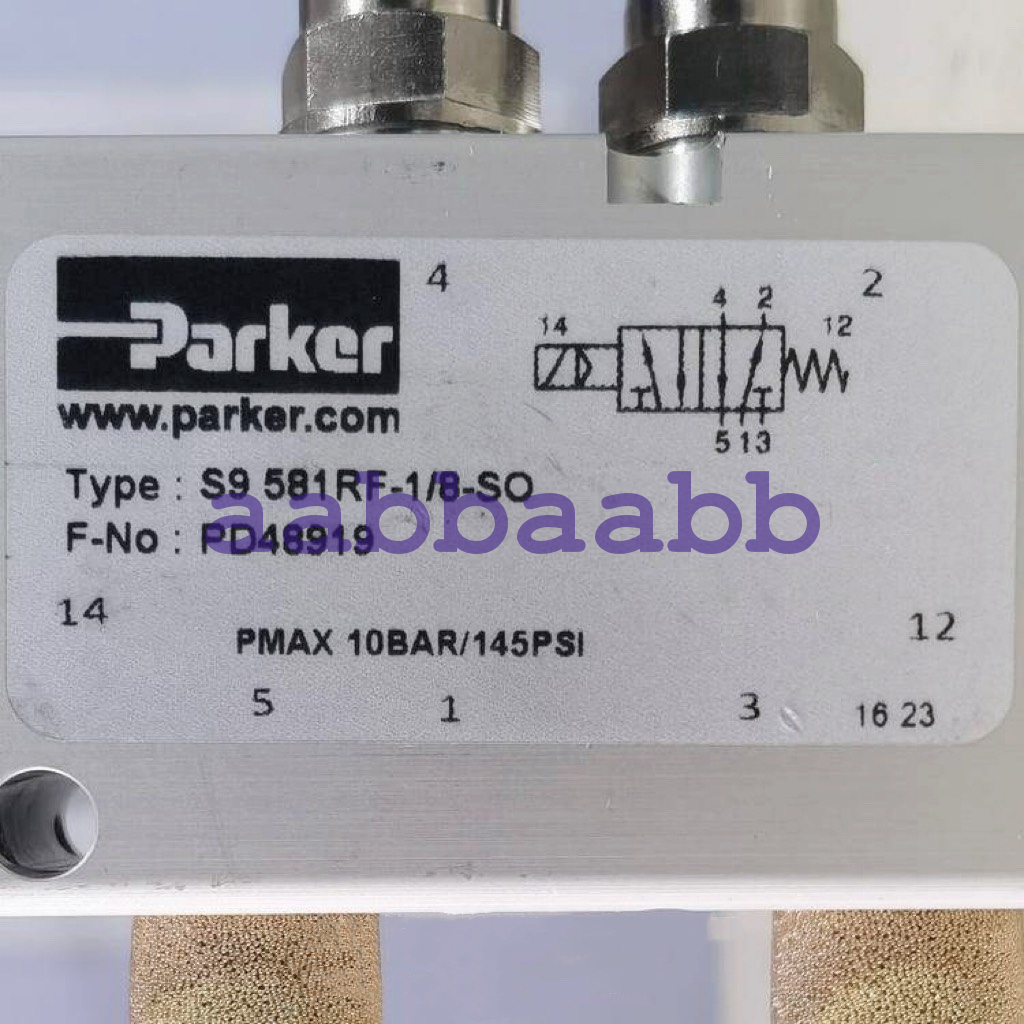 4
2
Parker
4 2
14
12
www.parker.com
5 1 3
Type : S9 581RF-1/8-SO
aabbaabb
F-No : PD48919
14
12
PMAX 10BAR/145PSI
5
1
3
16 23